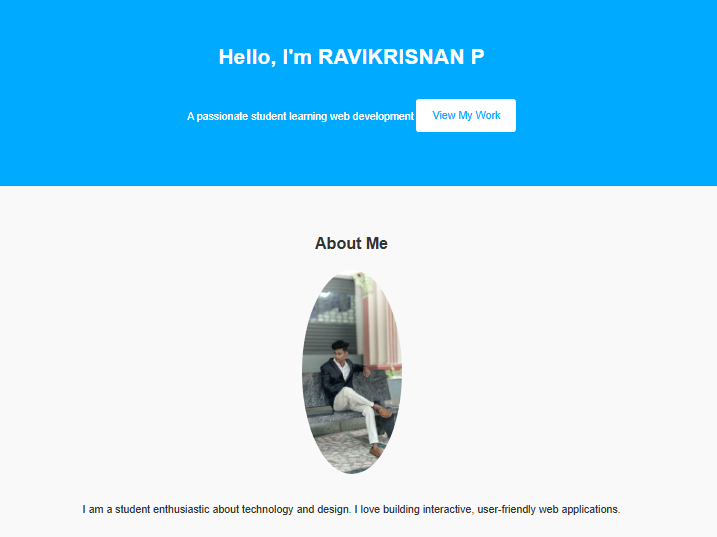 Hello, I'm RAVIKRISNAN P
A passionate student learning web development View My Work
About Me
I am a student enthusiastic about technology and design. I love building interactive, user-friendly web applications.